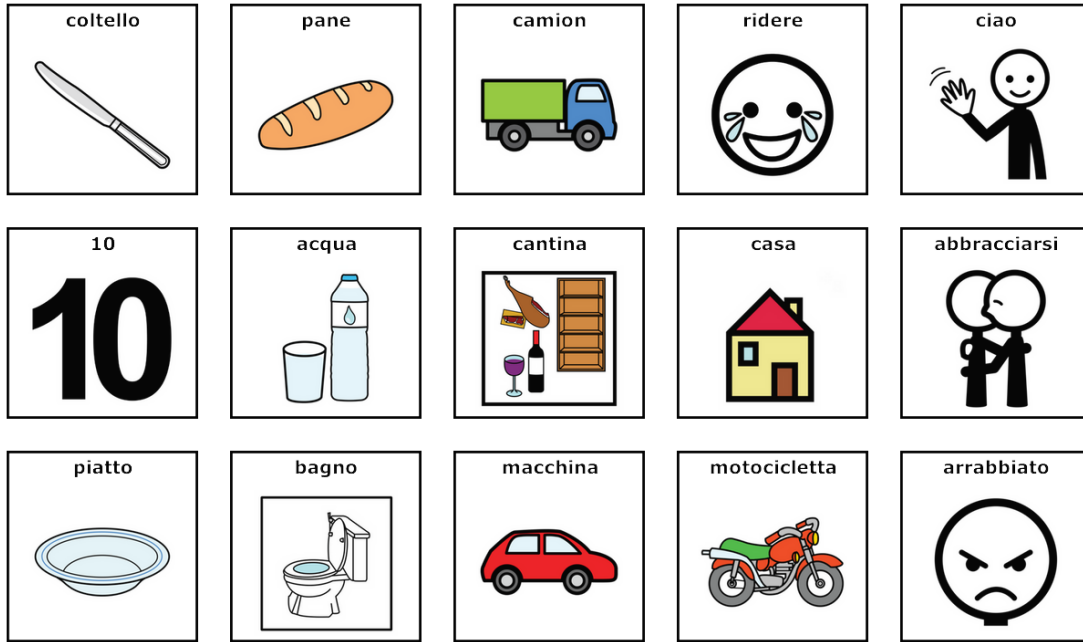 coltello
pane
camion
ridere
ciao
10
acqua
cantina
casa
abbracciarsi
10
piatto
bagno
macchina
motocicletta
arrabbiato